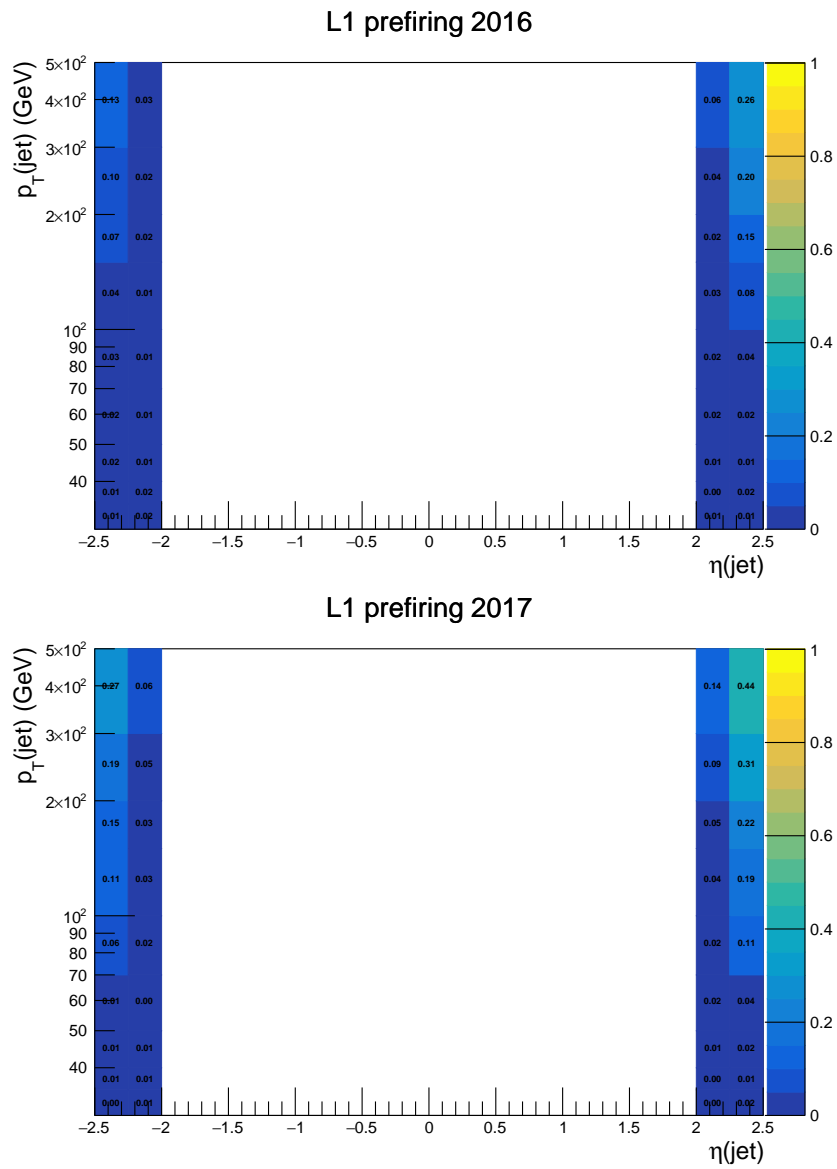 L1 prefiring 2016
p_T(jet) (GeV)
5×10² 1
0.13 0.03 0.06 0.26
4×10²
3×10²
0.8
0.10 0.02 0.04 0.20
2×10²
0.07 0.02 0.02 0.15
0.6
0.04 0.01 0.03 0.08
10²
90
0.03 0.01 0.02 0.04
80
0.4
70
60
0.02 0.01 0.02 0.02
50
0.2
0.02 0.01 0.01 0.01
40
0.01 0.02 0.00 0.02
0.01 0.02 0.01 0.01
0
−2.5 −2 −1.5 −1 −0.5 0 0.5 1 1.5 2 2.5
η(jet)
L1 prefiring 2017
p_T(jet) (GeV)
5×10² 1
0.27 0.06 0.14 0.44
4×10²
3×10²
0.8
0.19 0.05 0.09 0.31
2×10²
0.15 0.03 0.05 0.22
0.6
0.11 0.03 0.04 0.19
10²
90
0.06 0.02 0.02 0.11
80
0.4
70
60
0.01 0.00 0.02 0.04
50
0.2
0.01 0.01 0.01 0.02
40
0.01 0.01 0.00 0.01
0.00 0.01 0.00 0.02
0
−2.5 −2 −1.5 −1 −0.5 0 0.5 1 1.5 2 2.5
η(jet)